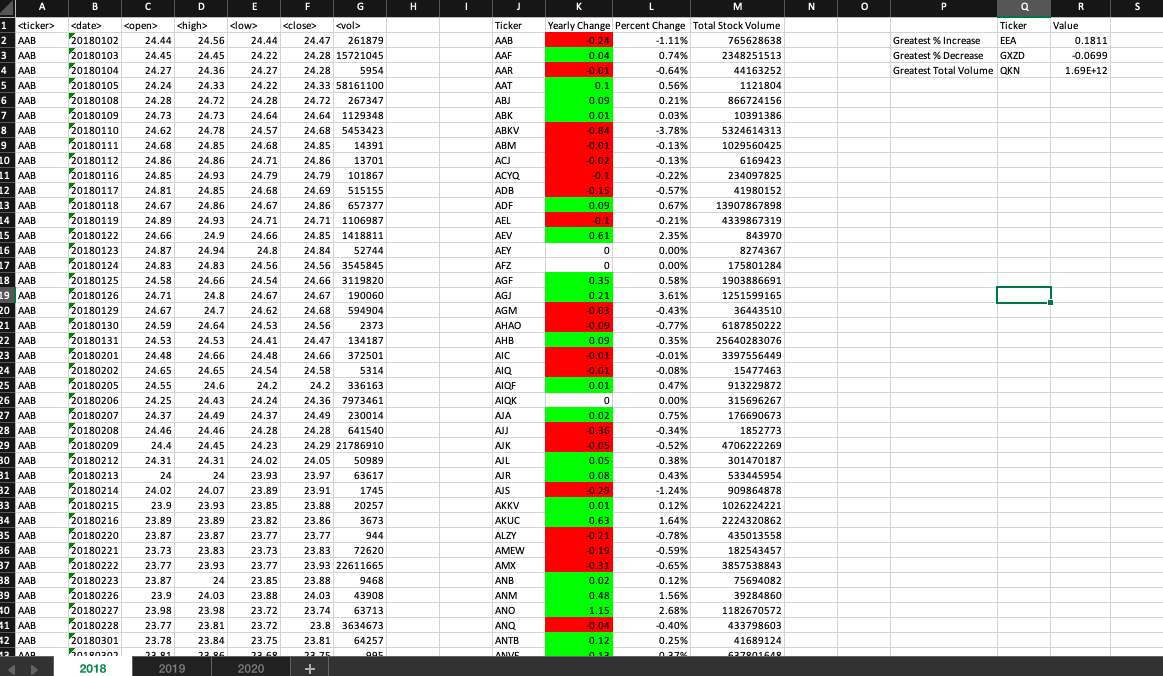 A B C D E F G H I J K L M N O P Q R S
1 <ticker> <date> <open> <high> <low> <close> <vol> Ticker Yearly Change Percent Change Total Stock Volume Ticker Value
2 AAB 20180102 24.44 24.56 24.44 24.47 261879 AAB -0.24 -1.11% 765628638 Greatest % Increase EEA 0.1811
3 AAB 20180103 24.45 24.45 24.22 24.28 15721045 AAF 0.04 0.74% 2348251513 Greatest % Decrease GXZD -0.0699
4 AAB 20180104 24.27 24.36 24.27 24.28 5954 AAR -0.01 -0.64% 44163252 Greatest Total Volume QKN 1.69E+12
5 AAB 20180105 24.24 24.33 24.22 24.33 58161100 AAT 0.1 0.56% 1121804
6 AAB 20180108 24.28 24.72 24.28 24.72 267347 ABJ 0.09 0.21% 866724156
7 AAB 20180109 24.73 24.73 24.64 24.64 1129348 ABK 0.01 0.03% 10391386
8 AAB 20180110 24.62 24.78 24.57 24.68 5453423 ABKV -0.84 -3.78% 5324614313
9 AAB 20180111 24.68 24.85 24.68 24.85 14391 ABM -0.01 -0.13% 1029560425
10 AAB 20180112 24.86 24.86 24.71 24.86 13701 ACJ -0.02 -0.13% 6169423
11 AAB 20180116 24.85 24.93 24.79 24.79 101867 ACYQ -0.1 -0.22% 234097825
12 AAB 20180117 24.81 24.85 24.68 24.69 515155 ADB -0.15 -0.57% 41980152
13 AAB 20180118 24.67 24.86 24.67 24.86 657377 ADF 0.09 0.67% 13907867898
14 AAB 20180119 24.89 24.93 24.71 24.71 1106987 AEL -0.1 -0.21% 4339867319
15 AAB 20180122 24.66 24.9 24.66 24.85 1418811 AEV 0.61 2.35% 843970
16 AAB 20180123 24.87 24.94 24.8 24.84 52744 AEY 0 0.00% 8274367
17 AAB 20180124 24.83 24.83 24.56 24.56 3545845 AFZ 0 0.00% 175801284
18 AAB 20180125 24.58 24.66 24.54 24.66 3119820 AGF 0.35 0.58% 1903886691
19 AAB 20180126 24.71 24.8 24.67 24.67 190060 AGJ 0.21 3.61% 1251599165
20 AAB 20180129 24.67 24.7 24.62 24.68 594904 AGM -0.03 -0.43% 36443510
21 AAB 20180130 24.59 24.64 24.53 24.56 2373 AHAO -0.09 -0.77% 6187850222
22 AAB 20180131 24.53 24.53 24.41 24.47 134187 AHB 0.09 0.35% 25640283076
23 AAB 20180201 24.48 24.66 24.48 24.66 372501 AIC -0.01 -0.01% 3397556449
24 AAB 20180202 24.65 24.65 24.54 24.58 5314 AIQ -0.01 -0.08% 15477463
25 AAB 20180205 24.55 24.6 24.2 24.2 336163 AIQF 0.01 0.47% 913229872
26 AAB 20180206 24.25 24.43 24.24 24.36 7973461 AIQK 0 0.00% 315696267
27 AAB 20180207 24.37 24.49 24.37 24.49 230014 AJA 0.02 0.75% 176690673
28 AAB 20180208 24.46 24.46 24.28 24.28 641540 AJJ -0.36 -0.34% 1852773
29 AAB 20180209 24.4 24.45 24.23 24.29 21786910 AJK -0.05 -0.52% 4706222269
30 AAB 20180212 24.31 24.31 24.02 24.05 50989 AJL 0.05 0.38% 301470187
31 AAB 20180213 24 24 23.93 23.97 63617 AJR 0.08 0.43% 533445954
32 AAB 20180214 24.02 24.07 23.89 23.91 1745 AJS -0.29 -1.24% 909864878
33 AAB 20180215 23.9 23.93 23.85 23.88 20257 AKKV 0.01 0.12% 1026224221
34 AAB 20180216 23.89 23.89 23.82 23.86 3673 AKUC 0.63 1.64% 2224320862
35 AAB 20180220 23.87 23.87 23.77 23.77 944 ALZY -0.21 -0.78% 435013558
36 AAB 20180221 23.73 23.83 23.73 23.83 72620 AMEW -0.19 -0.59% 182543457
37 AAB 20180222 23.77 23.93 23.77 23.93 22611665 AMX -0.31 -0.65% 3857538843
38 AAB 20180223 23.87 24 23.85 23.88 9468 ANB 0.02 0.12% 75694082
39 AAB 20180226 23.9 24.03 23.88 24.03 43908 ANM 0.48 1.56% 39284860
40 AAB 20180227 23.98 23.98 23.72 23.74 63713 ANO 1.15 2.68% 1182670572
41 AAB 20180228 23.77 23.81 23.72 23.8 3634673 ANQ -0.04 -0.40% 433798603
42 AAB 20180301 23.78 23.84 23.75 23.81 64257 ANTB 0.12 0.25% 41689124
2018 2019 2020 +